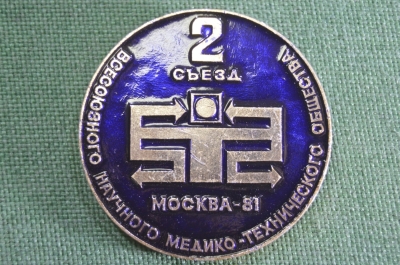 2
СЪЕЗД
ВСЕСОЮЗНОГО НАУЧНОГО МЕДИКО-ТЕХНИЧЕСКОГО ОБЩЕСТВА
МОСКВА-81